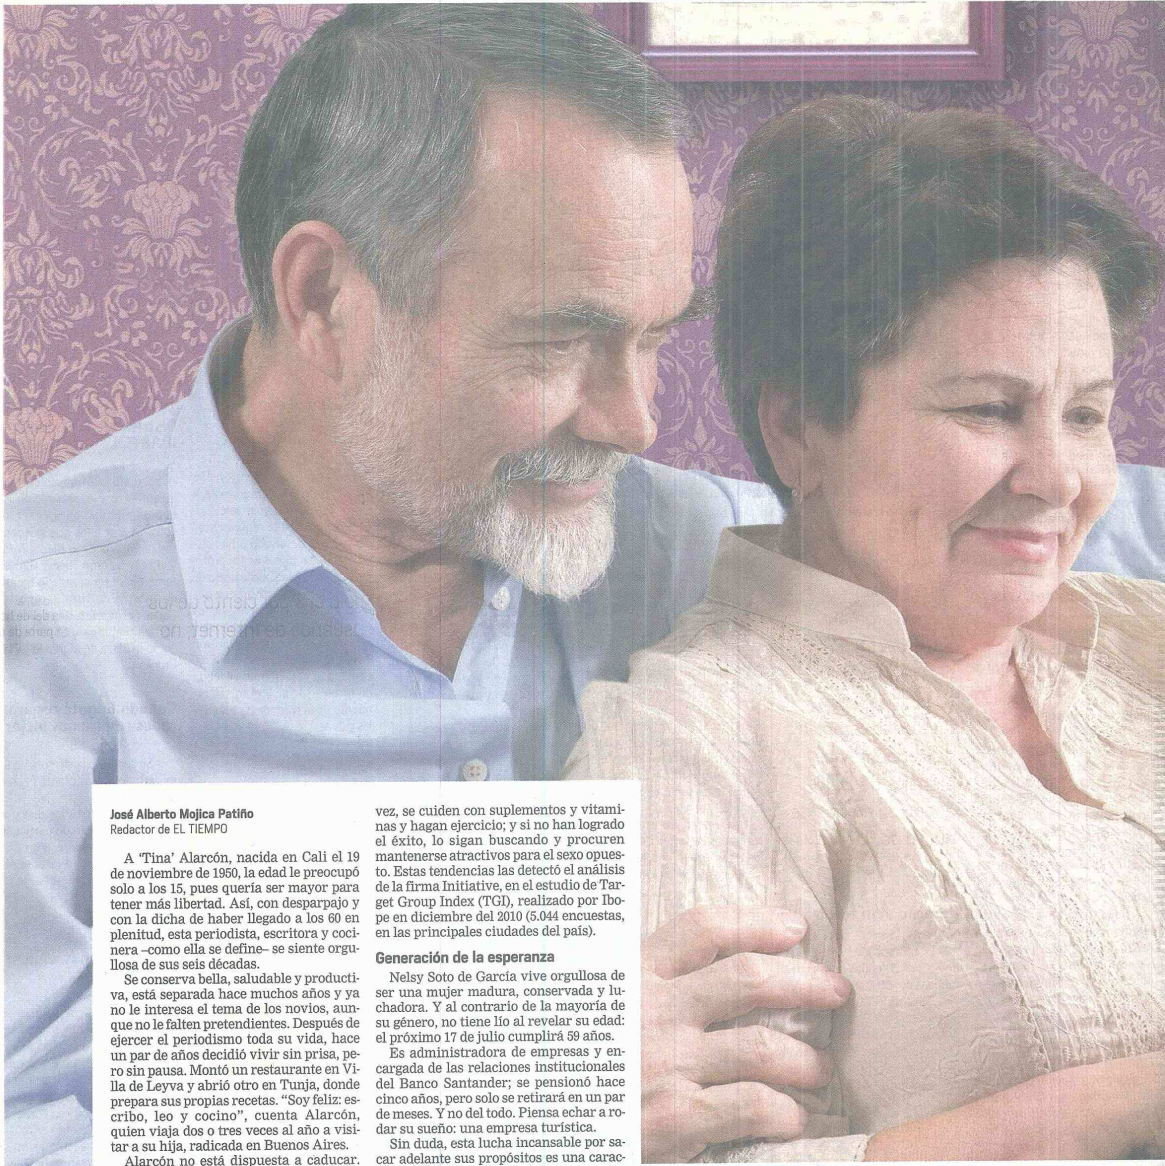 José Alberto Mojica Patiño
Redactor de EL TIEMPO
A ‘Tina’ Alarcón, nacida en Cali el 19
de noviembre de 1950, la edad le preocupó
solo a los 15, pues quería ser mayor para
tener más libertad. Así, con desparpajo y
con la dicha de haber llegado a los 60 en
plenitud, esta periodista, escritora y coci-
nera –como ella se define– se siente orgu-
llosa de sus seis décadas.
Se conserva bella, saludable y producti-
va, está separada hace muchos años y ya
no le interesa el tema de los novios, aun-
que no le falten pretendientes. Después de
ejercer el periodismo toda su vida, hace
un par de años decidió vivir sin prisa, pe-
ro sin pausa. Montó un restaurante en Vi-
lla de Leyva y abrió otro en Tunja, donde
prepara sus propias recetas. “Soy feliz: es-
cribo, leo y cocino”, cuenta Alarcón,
quien viaja dos o tres veces al año a visi-
tar a su hija, radicada en Buenos Aires.
Alarcón no está dispuesta a caducar.
vez, se cuiden con suplementos y vitami-
nas y hagan ejercicio; y si no han logrado
el éxito, lo sigan buscando y procuren
mantenerse atractivos para el sexo opues-
to. Estas tendencias las detectó el análisis
de la firma Initiative, en el estudio de Tar-
get Group Index (TGI), realizado por Ibo-
pe en diciembre del 2010 (5.044 encuestas,
en las principales ciudades del país).
Generación de la esperanza
Nelsy Soto de García vive orgullosa de
ser una mujer madura, conservada y lu-
chadora. Y al contrario de la mayoría de
su género, no tiene lío al revelar su edad:
el próximo 17 de julio cumplirá 59 años.
Es administradora de empresas y en-
cargada de las relaciones institucionales
del Banco Santander; se pensionó hace
cinco años, pero solo se retirará en un par
de meses. Y no del todo. Piensa echar a ro-
dar su sueño: una empresa turística.
Sin duda, esta lucha incansable por sa-
car adelante sus propósitos es una carac-